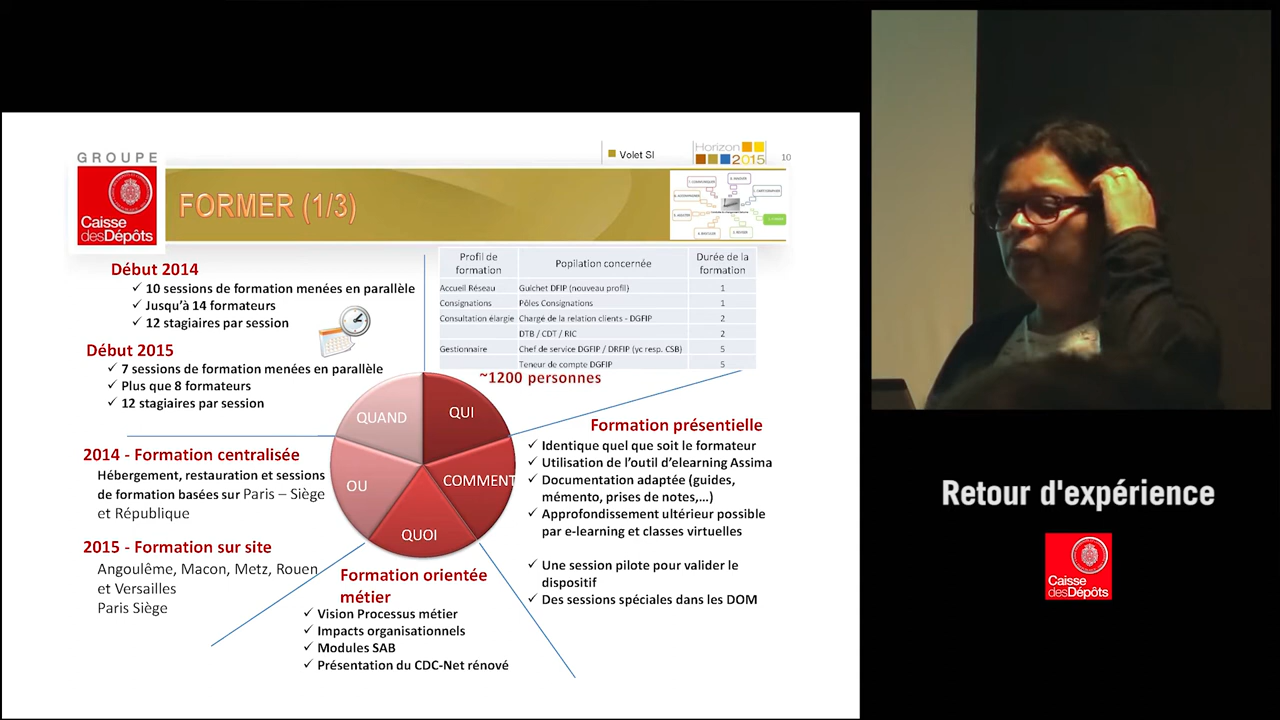 GROUPE
Caisse
desDépôts
Volet SI
Horizon
2015
10
FORMER (1/3)
Début 2014
✓ 10 sessions de formation menées en parallèle
✓ Jusqu'à 14 formateurs
✓ 12 stagiaires par session
Début 2015
✓ 7 sessions de formation menées en parallèle
✓ Plus que 8 formateurs
✓ 12 stagiaires par session
Profil de formation Popilation concernée Durée de la formation
Accueil Réseau Guichet DFIP (nouveau profil) 1
Consignations Pôles Consignations 1
Consultation élargie Chargé de la relation clients - DGFIP 2
DTB / CDT / RIC 2
Gestionnaire Chef de service DGFIP / DRFIP (yc resp. CSB) 5
Teneur de compte DGFIP 5
~1200 personnes
QUAND
QUI
COMMENT
QUOI
OU
Formation présentielle
✓ Identique quel que soit le formateur
✓ Utilisation de l'outil d'elearning Assima
✓ Documentation adaptée (guides,
mémento, prises de notes,...)
✓ Approfondissement ultérieur possible
par e-learning et classes virtuelles
✓ Une session pilote pour valider le
dispositif
✓ Des sessions spéciales dans les DOM
2014 - Formation centralisée
Hébergement, restauration et sessions
de formation basées sur Paris – Siège
et République
2015 - Formation sur site
Angoulême, Macon, Metz, Rouen
et Versailles
Paris Siège
Formation orientée
métier
✓ Vision Processus métier
✓ Impacts organisationnels
✓ Modules SAB
✓ Présentation du CDC-Net rénové
Retour d'expérience
Caisse
desDépôts